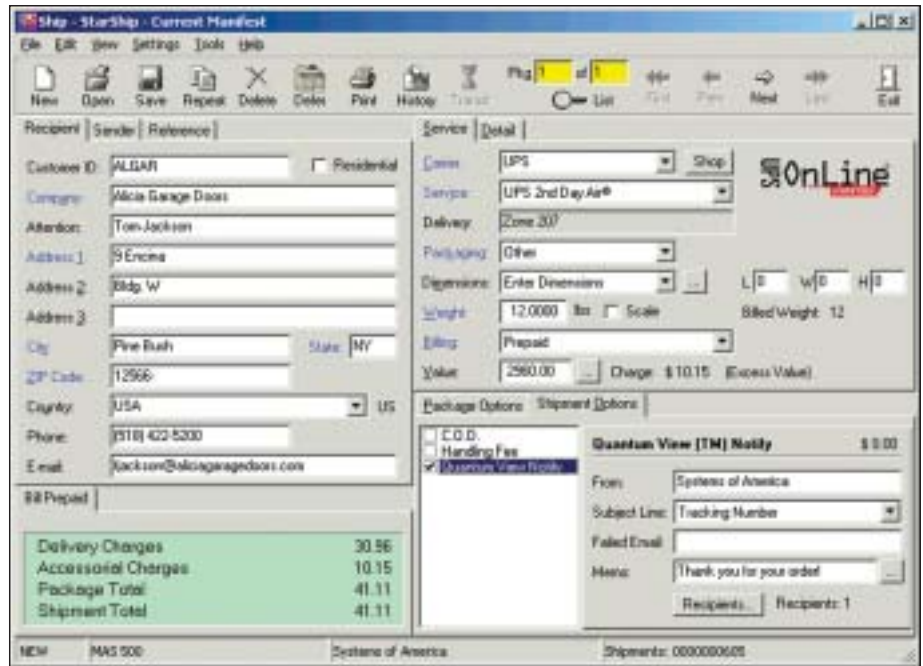 Ship - StarShip - Current Manifest
File Edit View Settings Tools Help
Pkg 1 of 1
New Open Save Repeat Delete Print History List First Prev Next Last Exit
Recipient Sender Reference
Customer ID: ALGAR Residential
Company: Alicia Garage Doors
Attention: Tom Jackson
Address 1: 9 Encina
Address 2: Bldg. W
Address 3:
City: Pine Bush State: NY
ZIP Code: 12566
Country: USA US
Phone: (518) 422-5200
E-mail: tjackson@aliciagaragedoors.com
Bill Prepaid
Delivery Charges 30.96
Accessorial Charges 10.15
Package Total 41.11
Shipment Total 41.11
Service Detail
Carrier: UPS Shop
OnLine
Service: UPS 2nd Day Air®
Delivery: Zone 207
Packaging: Other
Dimensions: Enter Dimensions ... L 0 W 0 H 0
Weight: 12.0000 lbs Scale Billed Weight: 12
Billing: Prepaid
Value: 2980.00 ... Charge: $10.15 (Excess Value)
Package Options Shipment Options
C.O.D.
Handling Fee
Quantum View Notify
Quantum View (TM) Notify $ 0.00
From: Systems of America
Subject Line: Tracking Number
Failed Email:
Memo: Thank you for your order! ...
Recipients... Recipients: 1
NEW MAS 500 Systems of America Shipments: 0000000605